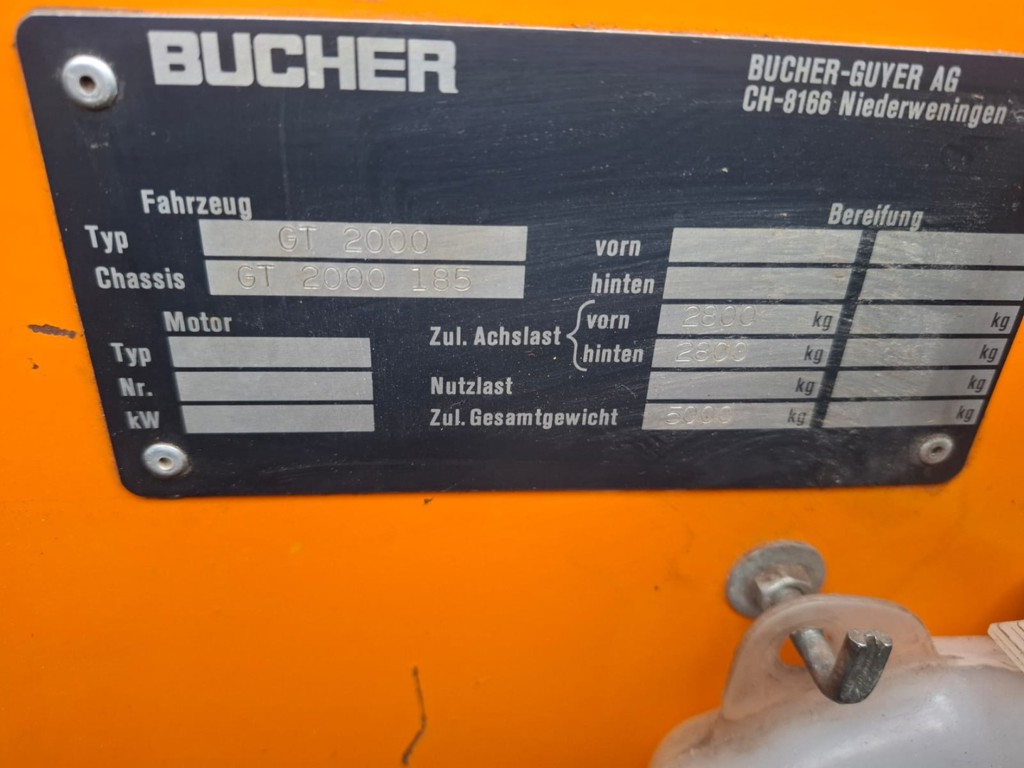 BUCHER
BUCHER-GUYER AG
CH-8166 Niederweningen
Fahrzeug
Typ GT 2000
Chassis GT 2000 185
Motor
Typ
Nr.
kW
Bereifung
vorn
hinten
Zul. Achslast { vorn 2800 kg kg
hinten 2800 kg kg
Nutzlast kg kg
Zul. Gesamtgewicht 5000 kg kg